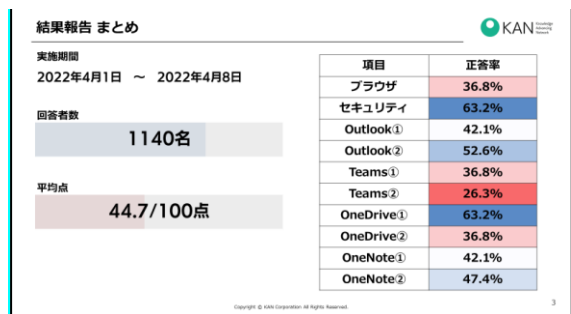 結果報告 まとめ
KAN Knowledge Advancing Network
実施期間
2022年4月1日 ～ 2022年4月8日
回答者数
1140名
平均点
44.7/100点
項目 正答率
ブラウザ 36.8%
セキュリティ 63.2%
Outlook① 42.1%
Outlook② 52.6%
Teams① 36.8%
Teams② 26.3%
OneDrive① 63.2%
OneDrive② 36.8%
OneNote① 42.1%
OneNote② 47.4%
Copyright © KAN Corporation All Rights Reserved.
3